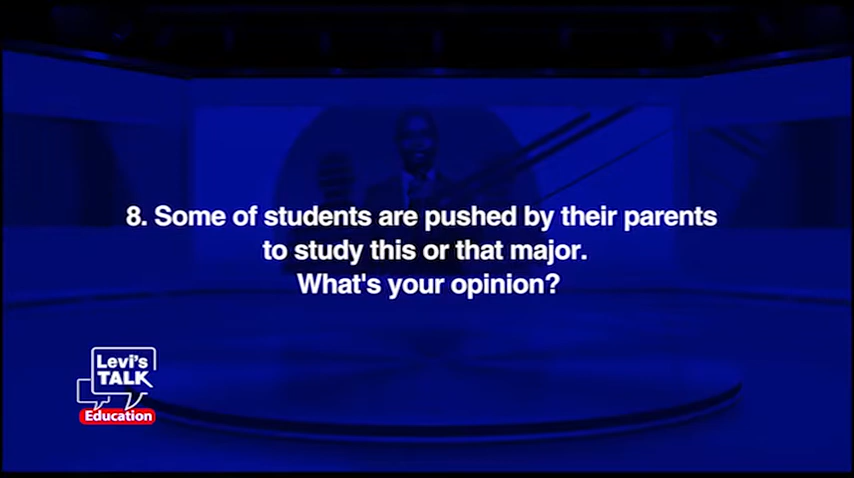 8. Some of students are pushed by their parents
to study this or that major.
What's your opinion?
Levi's
TALK
Education